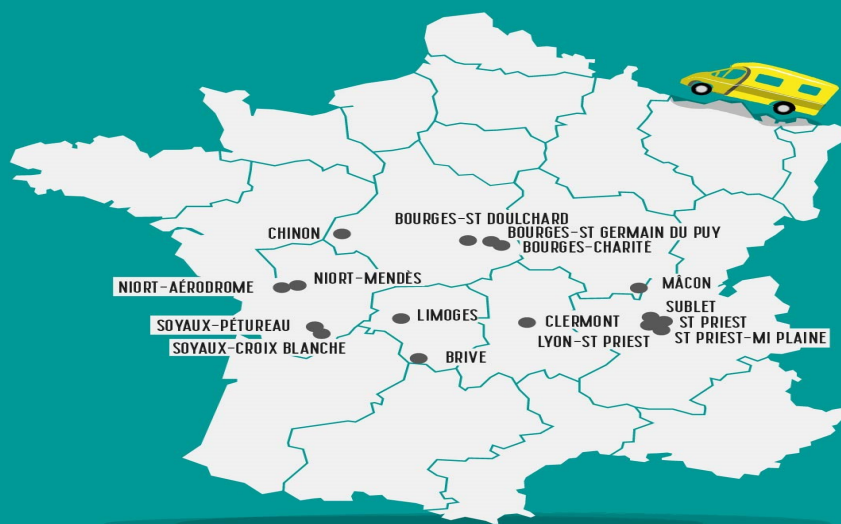 BOURGES-ST DOULCHARD
CHINON
BOURGES-ST GERMAIN DU PUY
BOURGES-CHARITE
NIORT-MENDÈS
NIORT-AÉRODROME
MÂCON
SUBLET
LIMOGES
CLERMONT
ST PRIEST
SOYAUX-PÉTUREAU
ST PRIEST-MI PLAINE
LYON-ST PRIEST
SOYAUX-CROIX BLANCHE
BRIVE